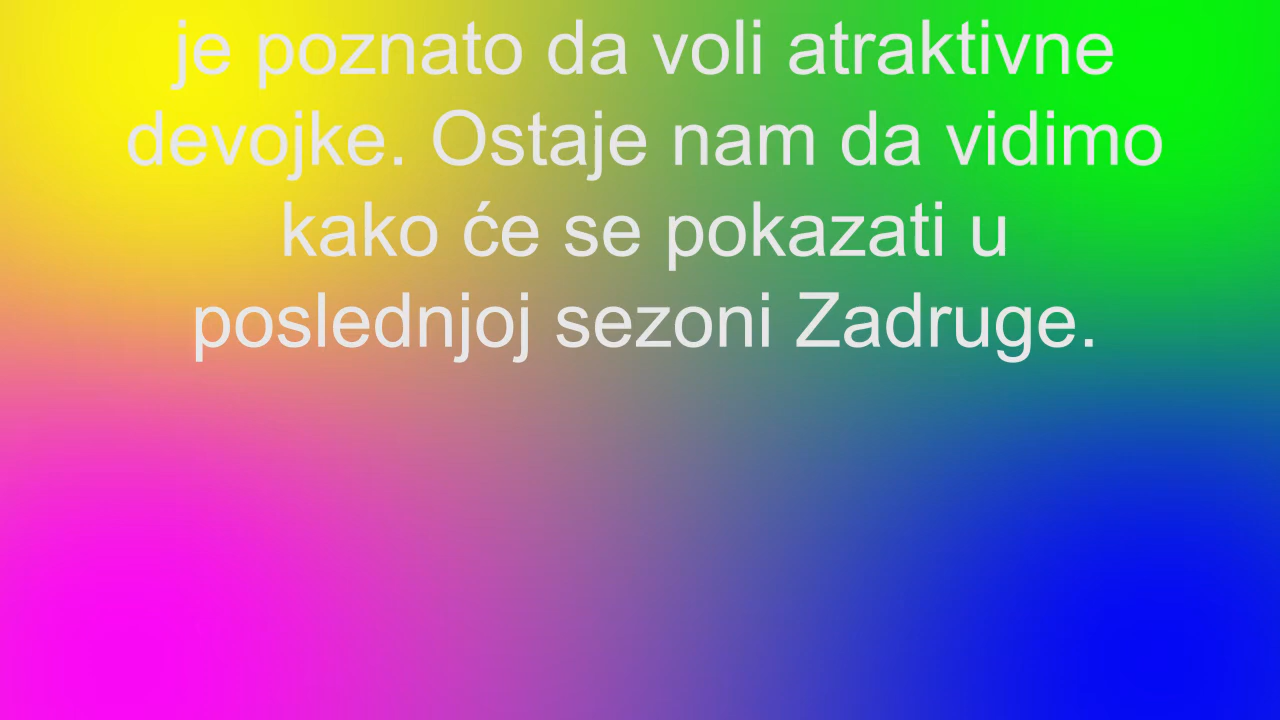 je poznato da voli atraktivne
devojke. Ostaje nam da vidimo
kako će se pokazati u
poslednjoj sezoni Zadruge.